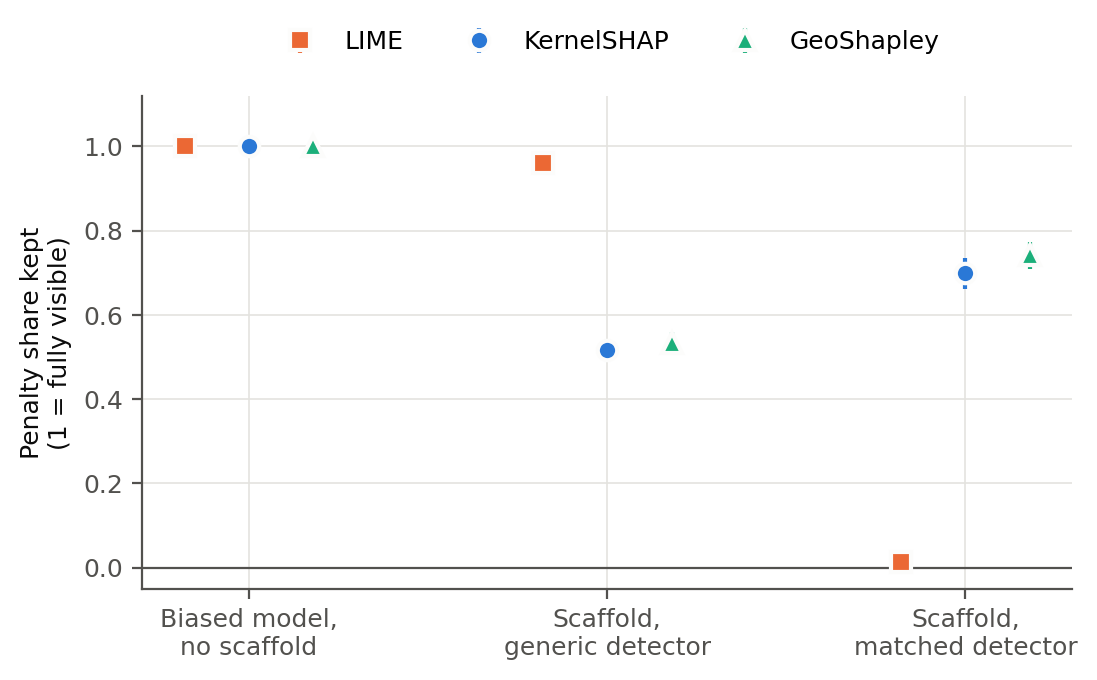 LIME KernelSHAP GeoShapley
Penalty share kept
(1 = fully visible)
1.0
0.8
0.6
0.4
0.2
0.0
Biased model,
no scaffold
Scaffold,
generic detector
Scaffold,
matched detector